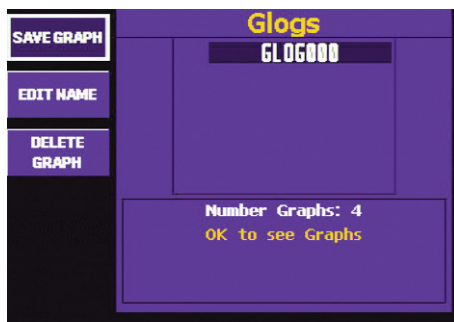 SAVE GRAPH
EDIT NAME
DELETE
GRAPH
Glogs
GLOG000
Number Graphs: 4
OK to see Graphs